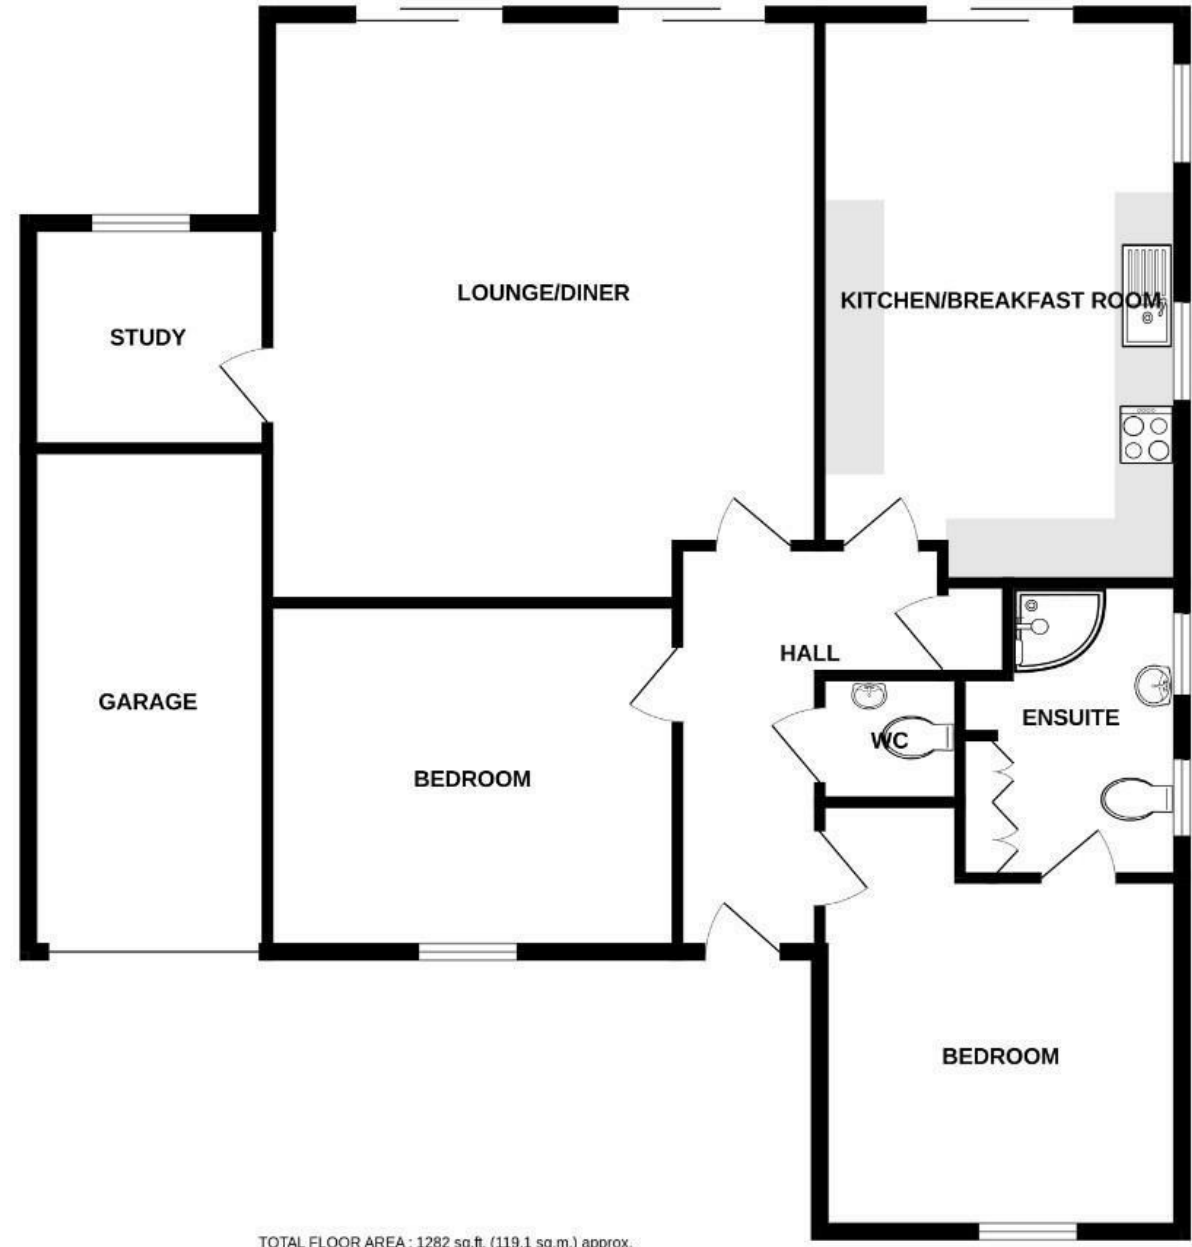 LOUNGE/DINER
KITCHEN/BREAKFAST ROOM
STUDY
HALL
GARAGE
ENSUITE
WC
BEDROOM
BEDROOM
TOTAL FLOOR AREA : 1282 sq.ft. (119.1 sq.m.) approx.